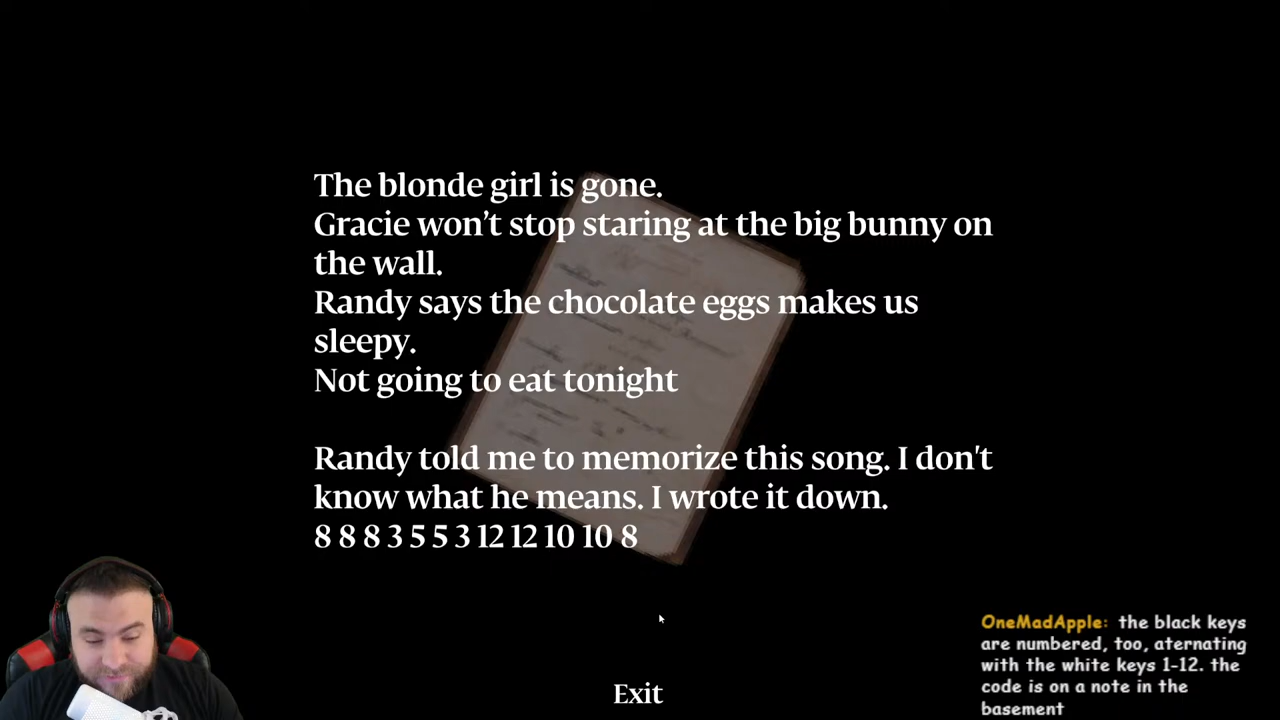 The blonde girl is gone.
Gracie won’t stop staring at the big bunny on
the wall.
Randy says the chocolate eggs makes us
sleepy.
Not going to eat tonight
Randy told me to memorize this song. I don't
know what he means. I wrote it down.
8 8 8 3 5 5 3 12 12 10 10 8
OneMadApple: the black keys
are numbered, too, aternating
with the white keys 1-12. the
code is on a note in the
basement
Exit